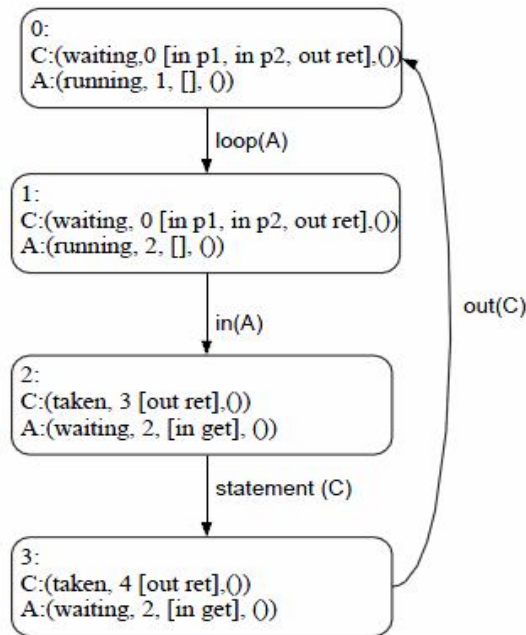 0:
C:(waiting,0 [in p1, in p2, out ret],())
A:(running, 1, [], ())
loop(A)
1:
C:(waiting, 0 [in p1, in p2, out ret],())
A:(running, 2, [], ())
out(C)
in(A)
2:
C:(taken, 3 [out ret],())
A:(waiting, 2, [in get], ())
statement (C)
3:
C:(taken, 4 [out ret],())
A:(waiting, 2, [in get], ())